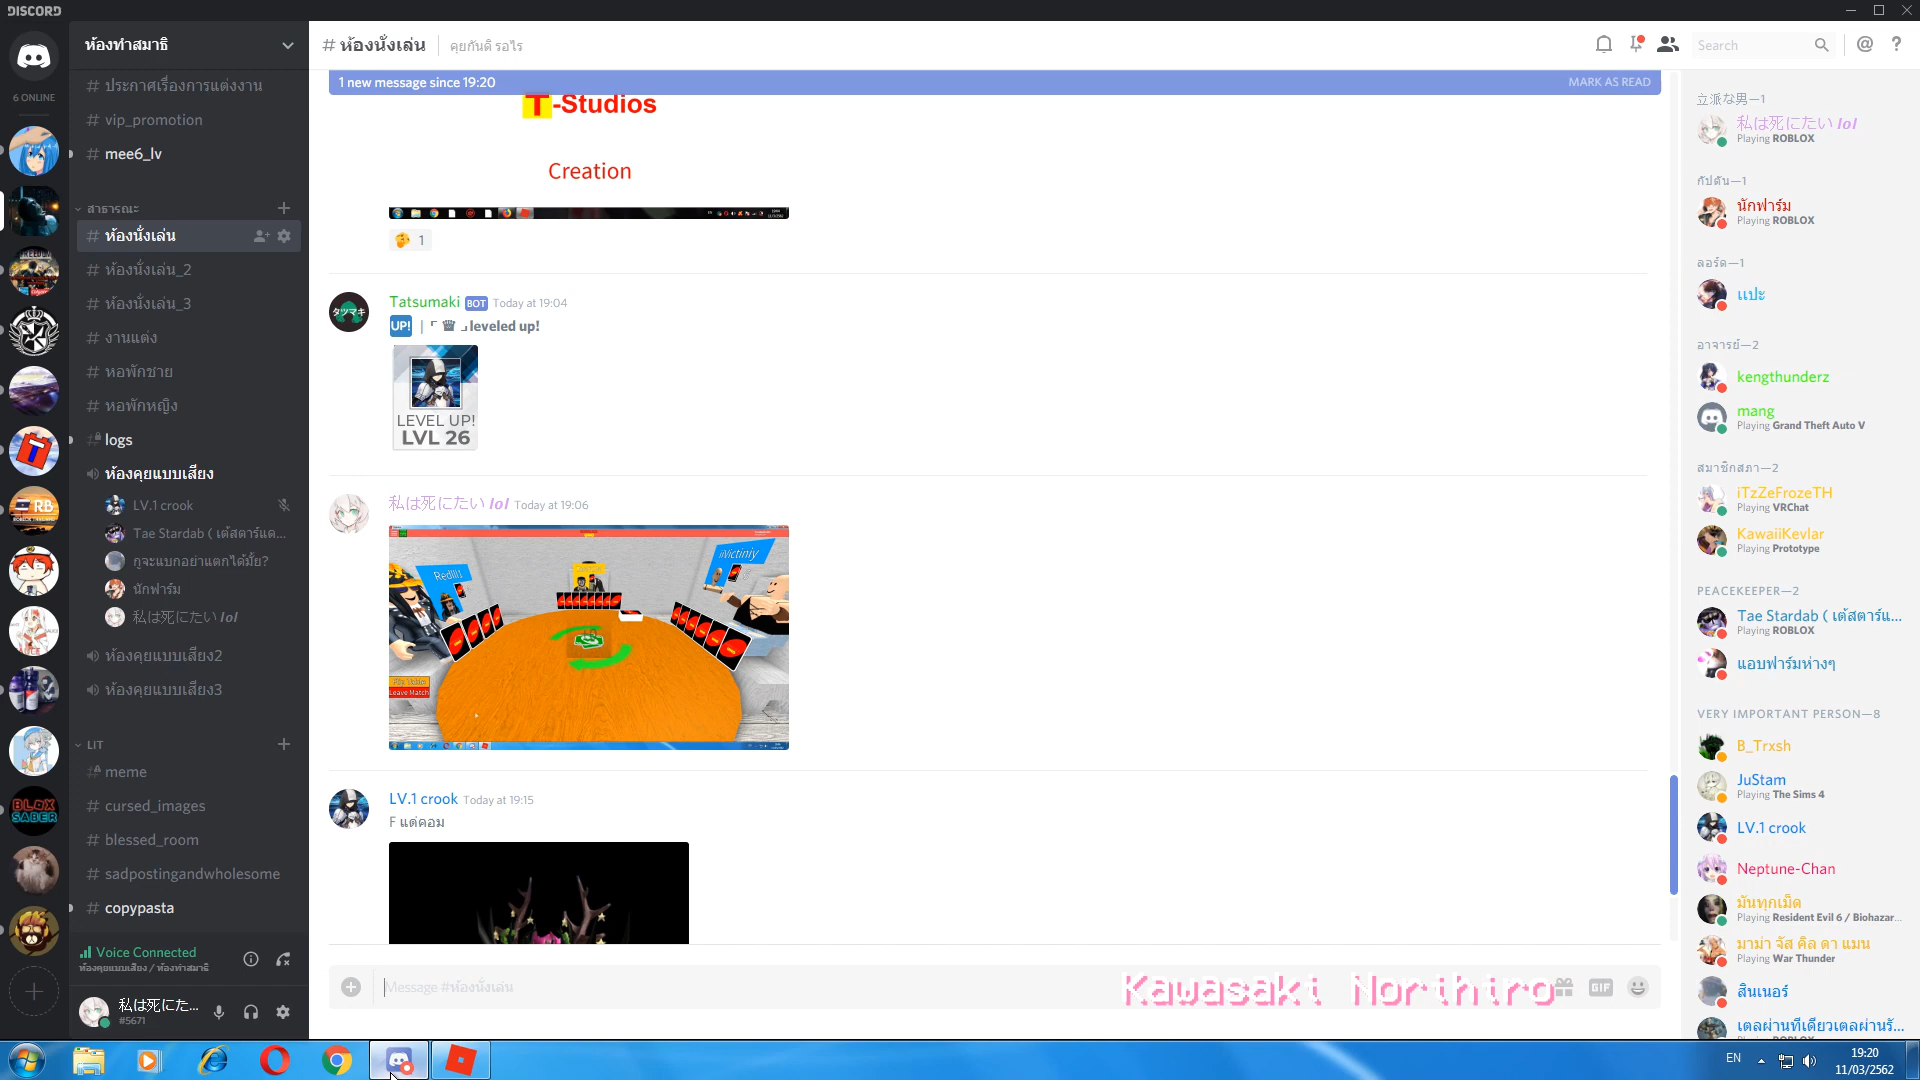 DISCORD
ห้องทำสมาธิ
# ห้องนั่งเล่น
คุยกันดิ รอไร
Search
6 ONLINE
# ประกาศเรื่องการแต่งงาน
# vip_promotion
# mee6_lv
สาธารณะ
# ห้องนั่งเล่น
# ห้องนั่งเล่น_2
# ห้องนั่งเล่น_3
# งานแต่ง
# หอพักชาย
# หอพักหญิง
logs
ห้องคุยแบบเสียง
LV.1 crook
Tae Stardab ( เต้สตาร์แด...
กูจะแบกอย่าแตกได้มั้ย?
นักฟาร์ม
私は死にたい lol
ห้องคุยแบบเสียง2
ห้องคุยแบบเสียง3
LIT
meme
# cursed_images
# blessed_room
# sadpostingandwholesome
# copypasta
Voice Connected
ห้องคุยแบบเสียง / ห้องทำสมาธิ
私は死にた...
#5671
1 new message since 19:20
MARK AS READ
T-Studios
Creation
1
Tatsumaki BOT Today at 19:04
タツマキ
UP! | 「 ♛ 」leveled up!
LEVEL UP!
LVL 26
私は死にたい lol Today at 19:06
Redlll1
iiVictiniy
Leave Match
LV.1 crook Today at 19:15
F แด่คอม
Message #ห้องนั่งเล่น
Kawasaki Northiro
GIF
立派な男—1
私は死にたい lol
Playing ROBLOX
กัปตัน—1
นักฟาร์ม
Playing ROBLOX
ลอร์ด—1
แปะ
อาจารย์—2
kengthunderz
mang
Playing Grand Theft Auto V
สมาชิกสภา—2
iTzZeFrozeTH
Playing VRChat
KawaiiKevlar
Playing Prototype
PEACEKEEPER—2
Tae Stardab ( เต้สตาร์แ...
Playing ROBLOX
แอบฟาร์มห่างๆ
VERY IMPORTANT PERSON—8
B_Trxsh
JuStam
Playing The Sims 4
LV.1 crook
Neptune-Chan
มันทุกเม็ด
Playing Resident Evil 6 / Biohazar...
มาม่า จัส คิล ดา แมน
Playing War Thunder
สินเนอร์
เตลผ่านทีเดียวเตลผ่านรั...
BLOX
SABER
RB
EN
19:20
11/03/2562